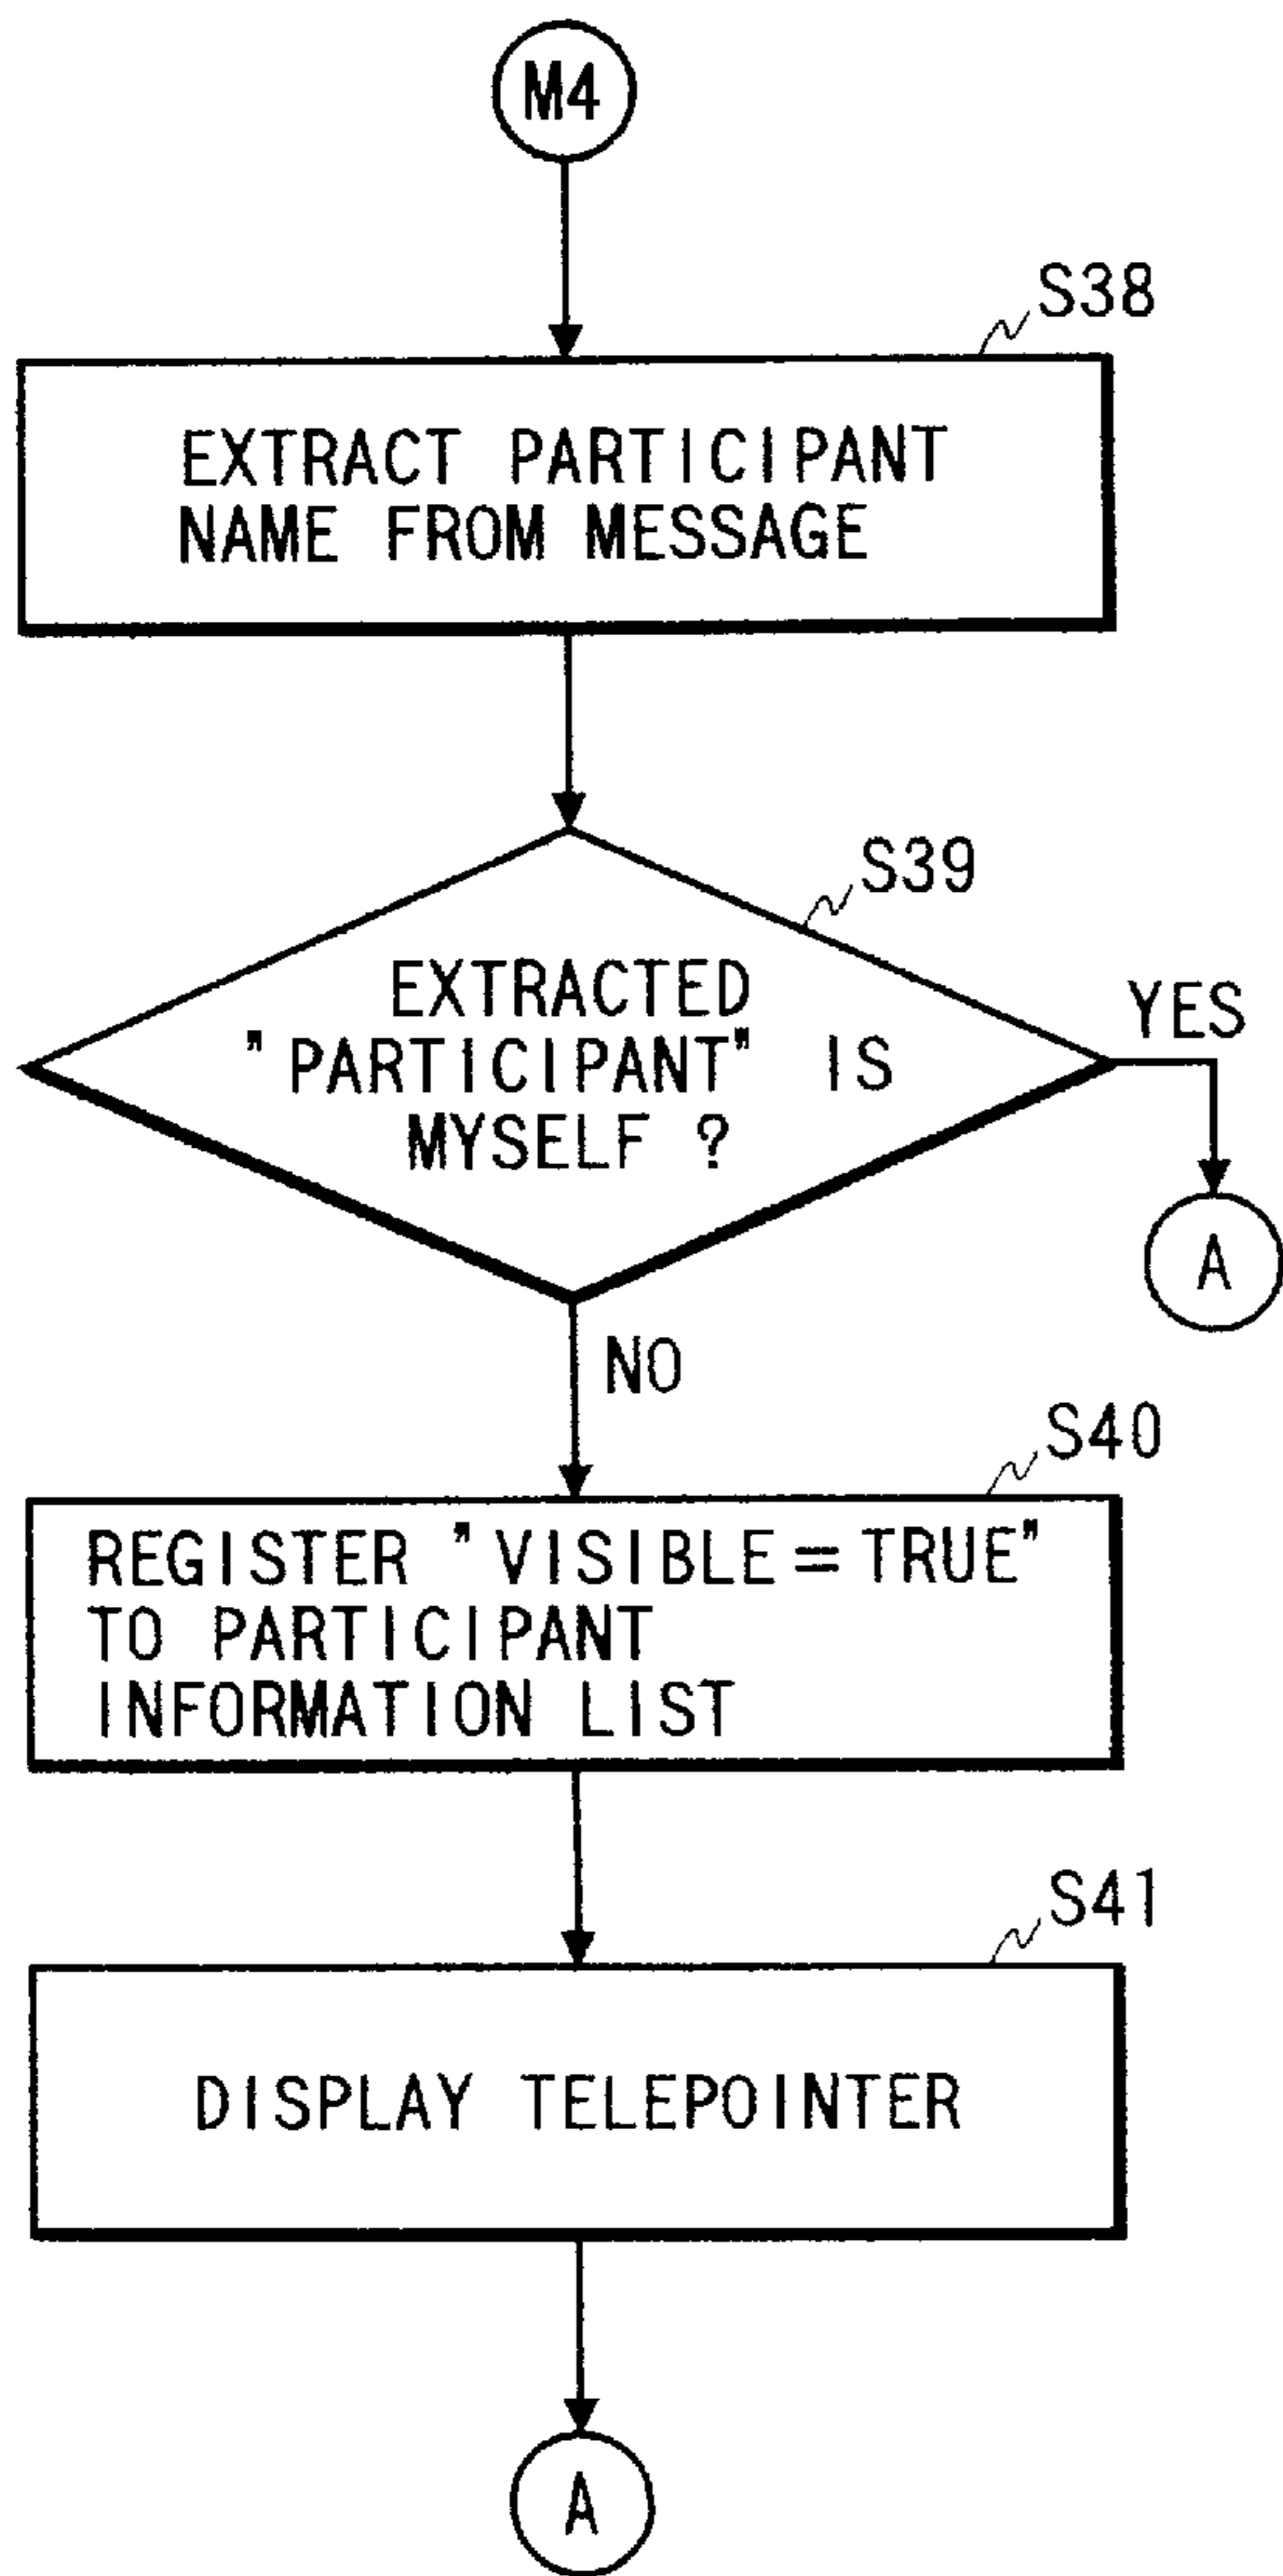 M4
S38
EXTRACT PARTICIPANT
NAME FROM MESSAGE
S39
EXTRACTED
"PARTICIPANT" IS
MYSELF ?
YES
A
NO
S40
REGISTER "VISIBLE=TRUE"
TO PARTICIPANT
INFORMATION LIST
S41
DISPLAY TELEPOINTER
A